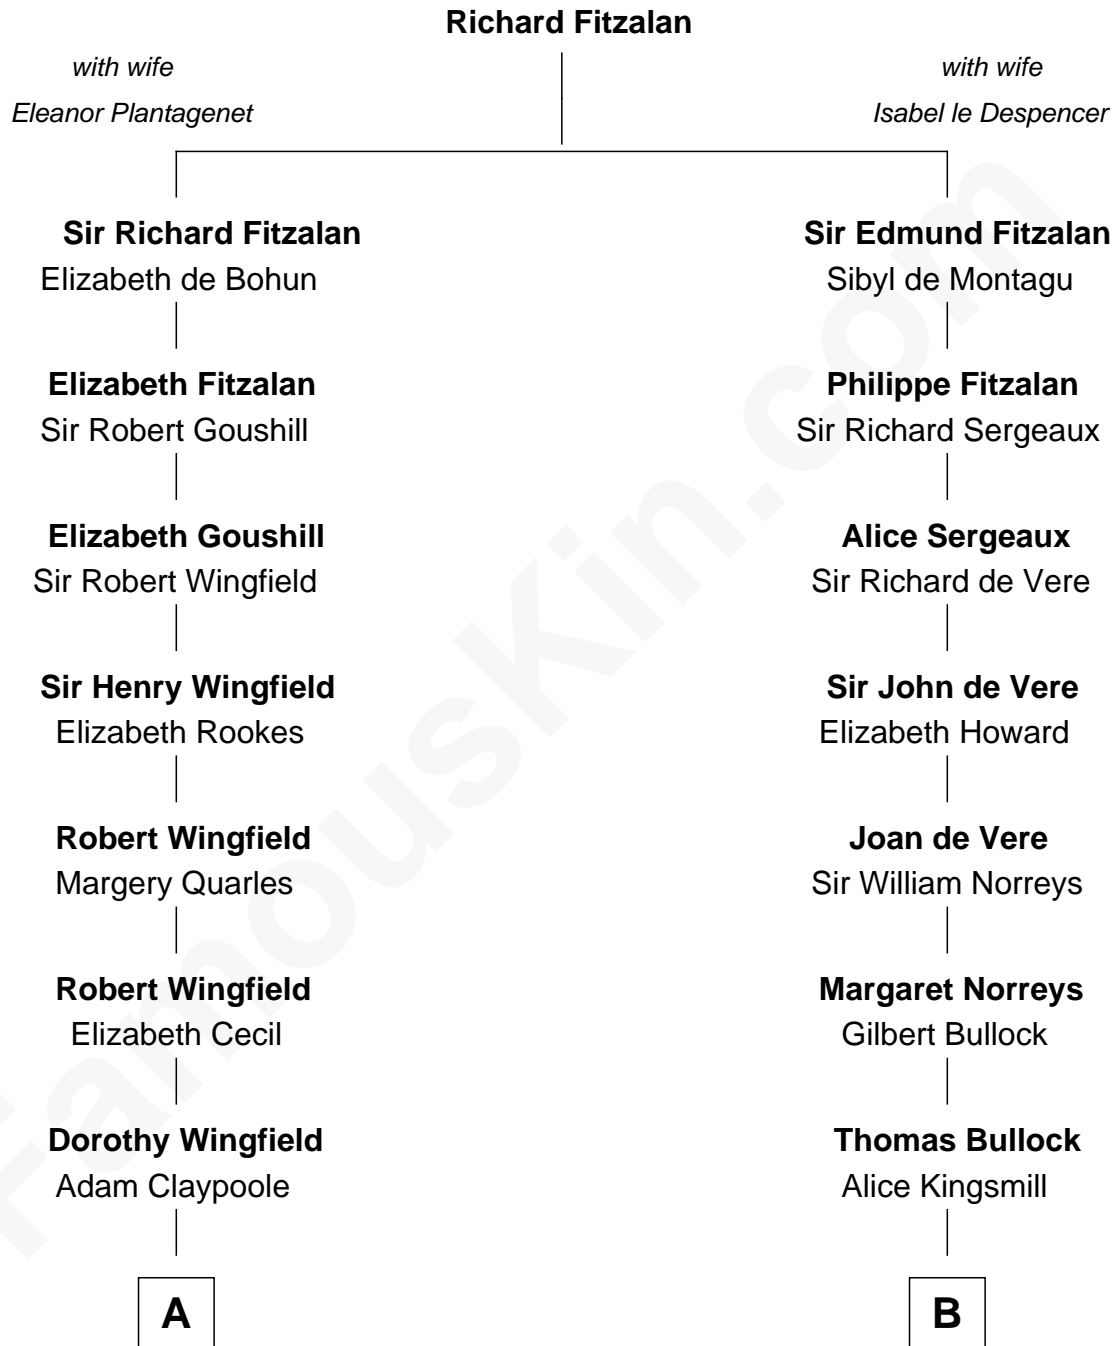 Richard Fitzalan
with wife
Eleanor Plantagenet
with wife
Isabel le Despencer
Sir Richard Fitzalan
Elizabeth de Bohun
Sir Edmund Fitzalan
Sibyl de Montagu
Elizabeth Fitzalan
Sir Robert Goushill
Philippe Fitzalan
Sir Richard Sergeaux
Elizabeth Goushill
Sir Robert Wingfield
Alice Sergeaux
Sir Richard de Vere
Sir Henry Wingfield
Elizabeth Rookes
Sir John de Vere
Elizabeth Howard
Robert Wingfield
Margery Quarles
Joan de Vere
Sir William Norreys
Robert Wingfield
Elizabeth Cecil
Margaret Norreys
Gilbert Bullock
Dorothy Wingfield
Adam Claypoole
Thomas Bullock
Alice Kingsmill
A
B
FamousKin.com